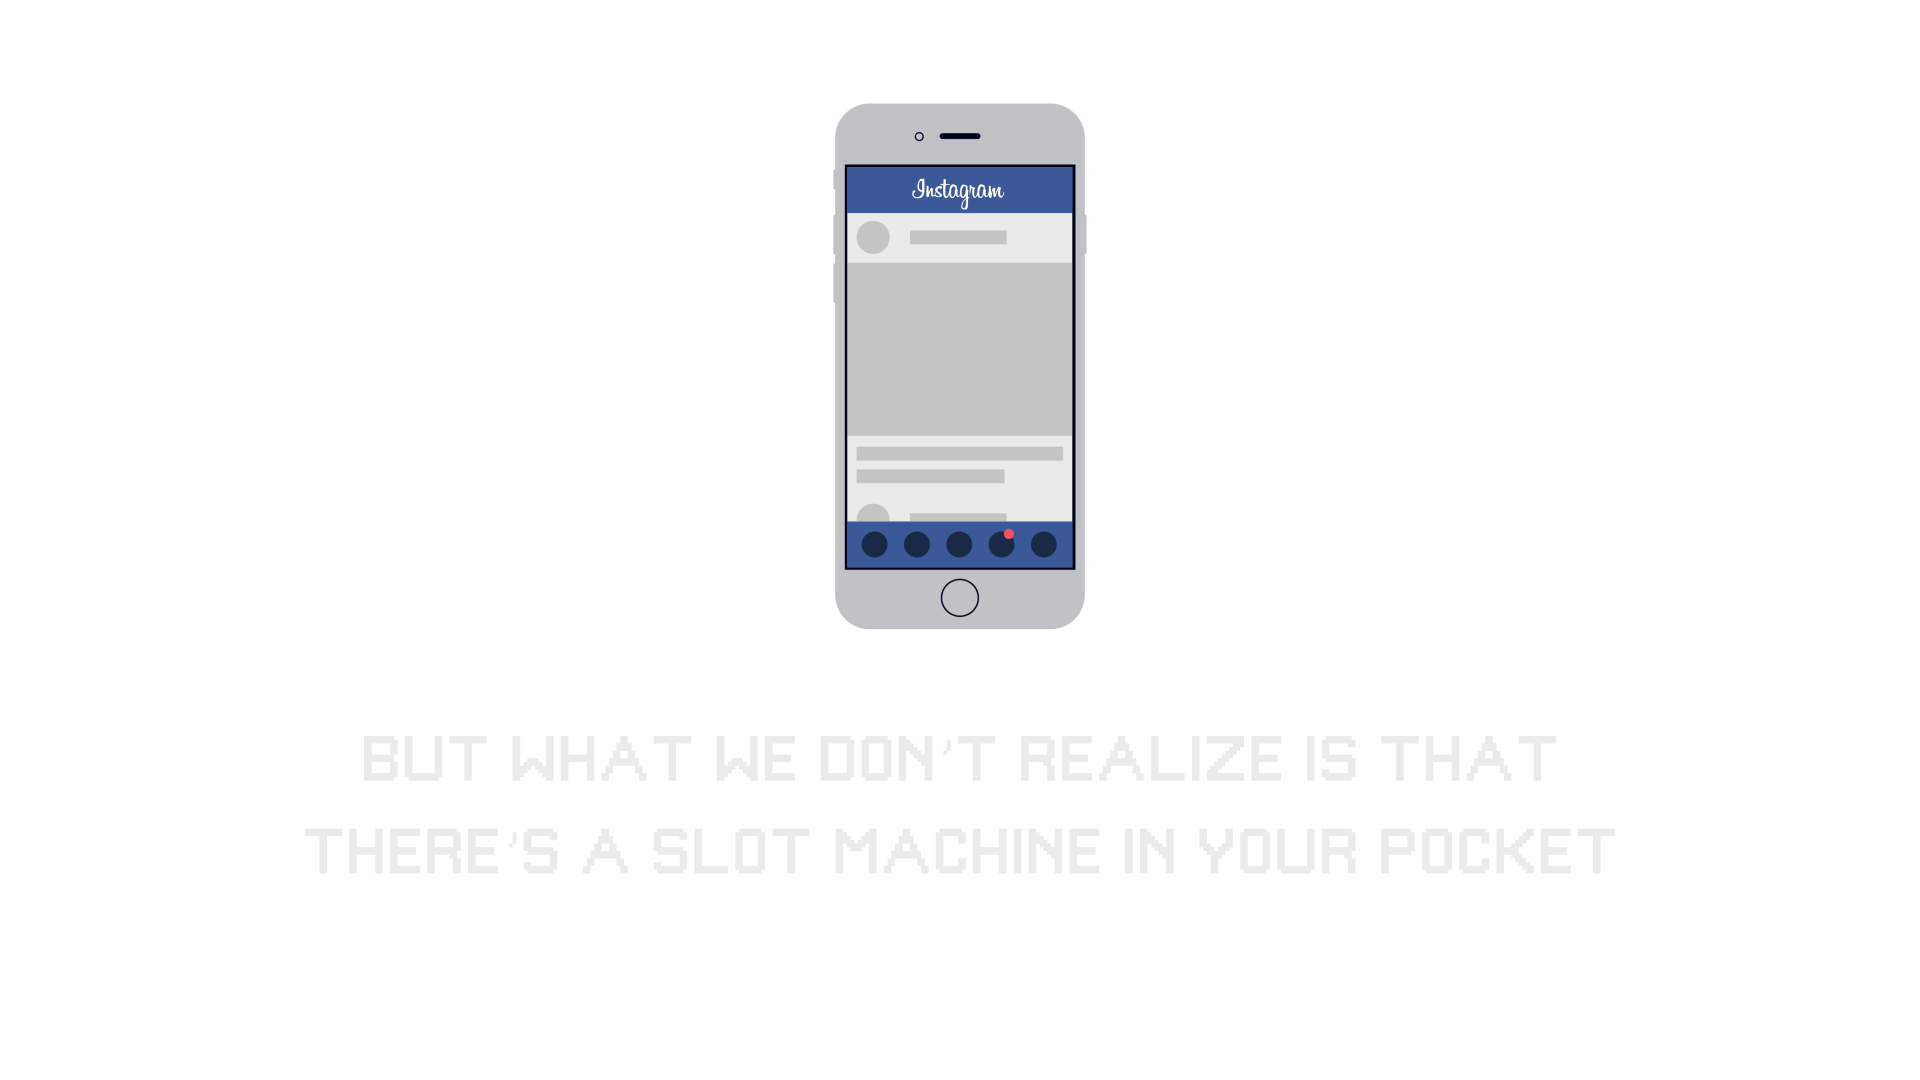 Instagram
BUT WHAT WE DON'T REALIZE IS THAT
THERE'S A SLOT MACHINE IN YOUR POCKET